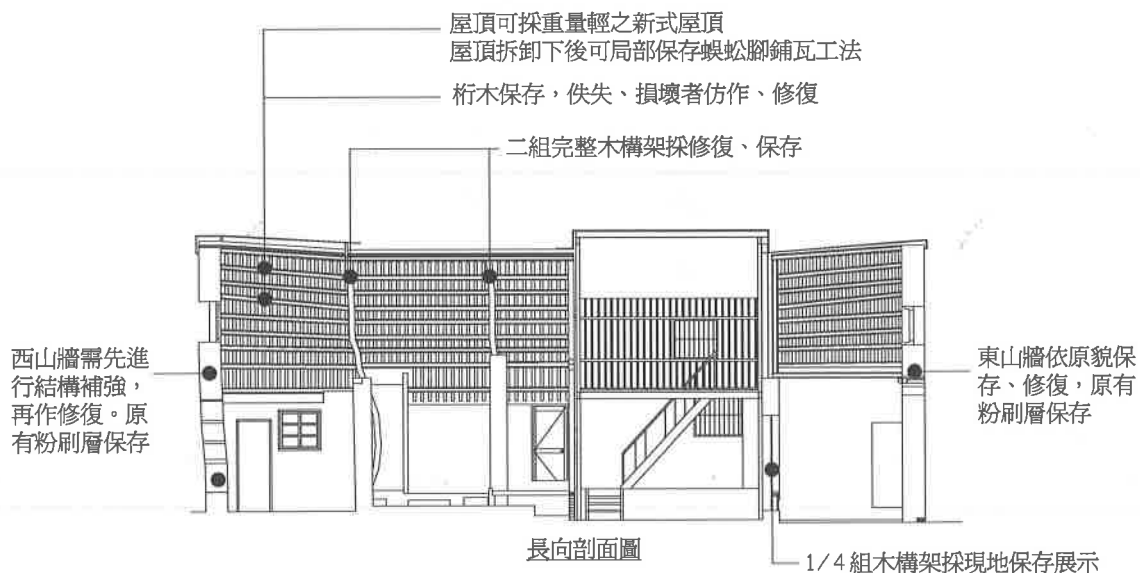 屋頂可採重量輕之新式屋頂
屋頂拆卸下後可局部保存蜈蚣腳鋪瓦工法
桁木保存，佚失、損壞者仿作、修復
二組完整木構架採修復、保存
西山牆需先進
行結構補強，
再作修復。原
有粉刷層保存
東山牆依原貌保
存、修復，原有
粉刷層保存
長向剖面圖
1/4 組木構架採現地保存展示